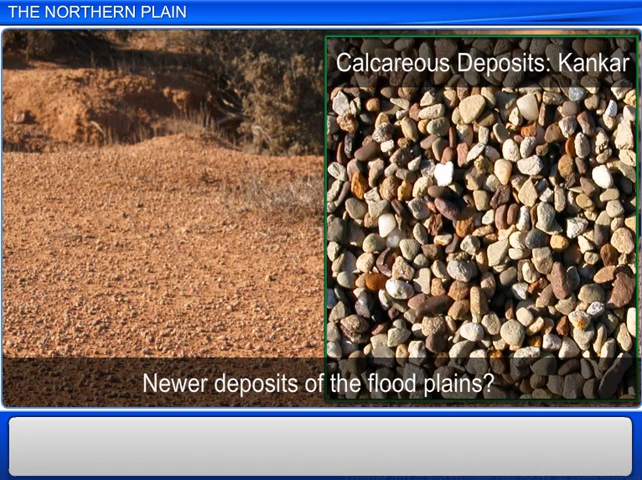 THE NORTHERN PLAIN
Calcareous Deposits: Kankar
Newer deposits of the flood plains?